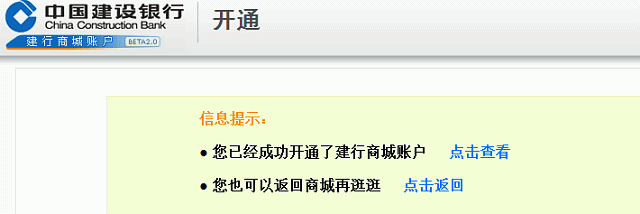 中国建设银行
China Construction Bank
建行商城账户 BETA2.0
开通
信息提示：
● 您已经成功开通了建行商城账户 点击查看
● 您也可以返回商城再逛逛 点击返回